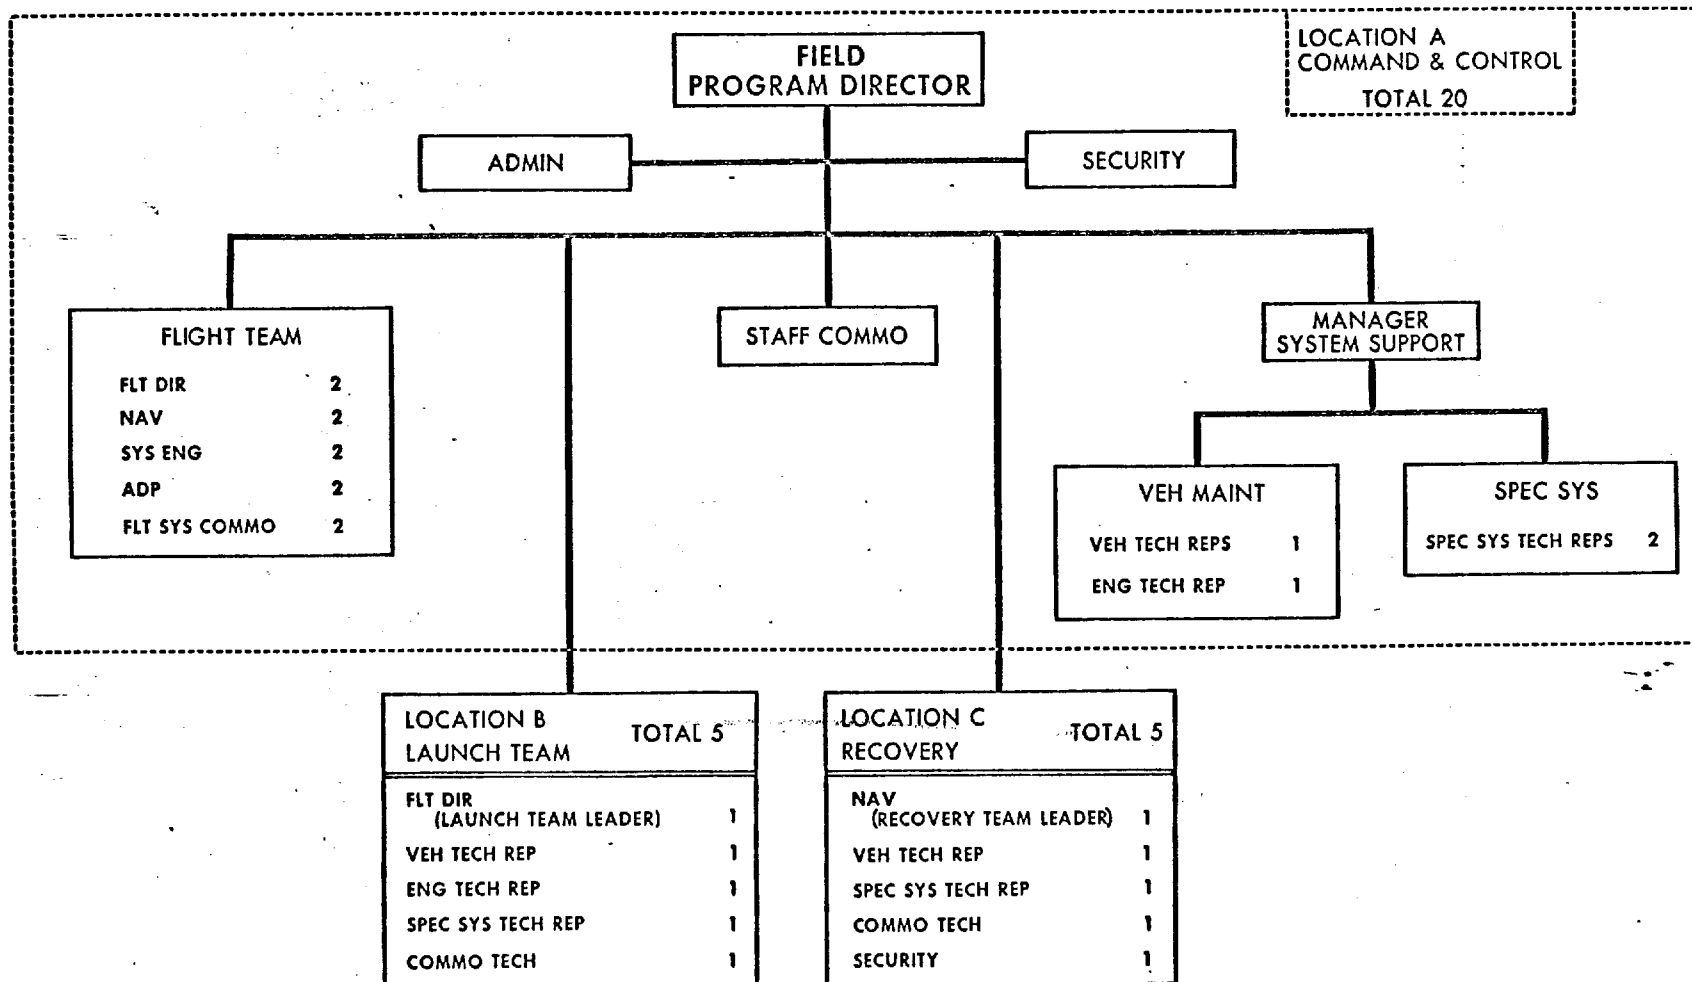 FIELD
PROGRAM DIRECTOR
LOCATION A
COMMAND & CONTROL
TOTAL 20
ADMIN
SECURITY
FLIGHT TEAM
FLT DIR 2
NAV 2
SYS ENG 2
ADP 2
FLT SYS COMMO 2
STAFF COMMO
MANAGER
SYSTEM SUPPORT
VEH MAINT
VEH TECH REPS 1
ENG TECH REP 1
SPEC SYS
SPEC SYS TECH REPS 2
LOCATION B
LAUNCH TEAM
TOTAL 5
FLT DIR
(LAUNCH TEAM LEADER) 1
VEH TECH REP 1
ENG TECH REP 1
SPEC SYS TECH REP 1
COMMO TECH 1
LOCATION C
RECOVERY
TOTAL 5
NAV
(RECOVERY TEAM LEADER) 1
VEH TECH REP 1
SPEC SYS TECH REP 1
COMMO TECH 1
SECURITY 1